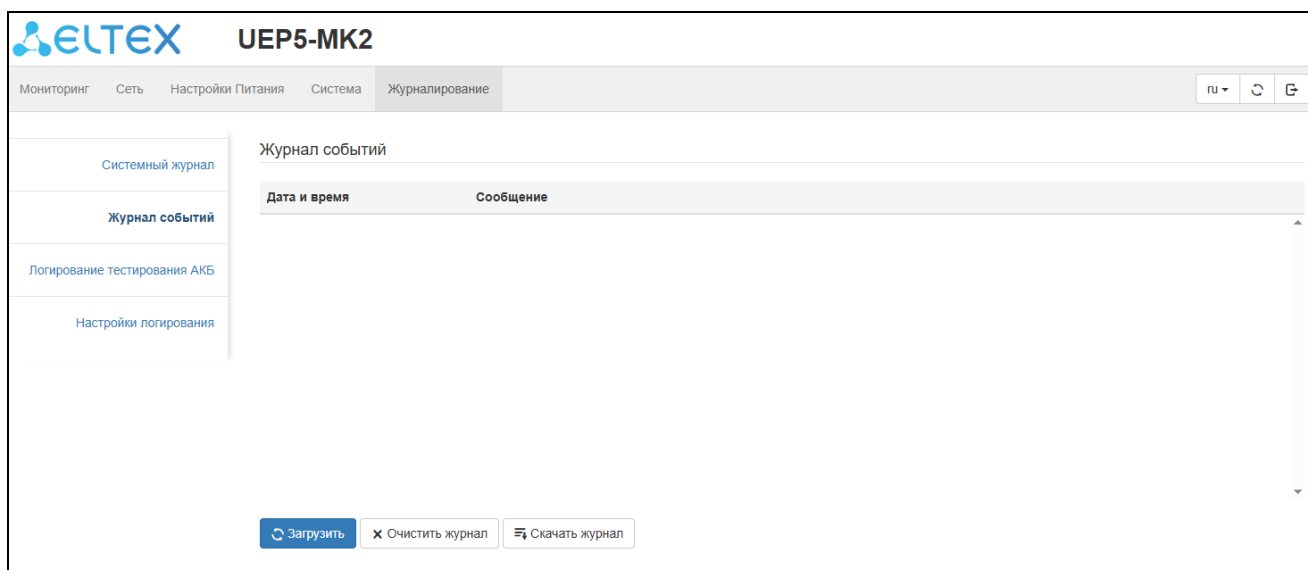 ELTEX UEP5-MK2
Мониторинг Сеть Настройки Питания Система Журналирование ru
Системный журнал
Журнал событий
Логирование тестирования АКБ
Настройки логирования
Журнал событий
Дата и время Сообщение
Загрузить Очистить журнал Скачать журнал